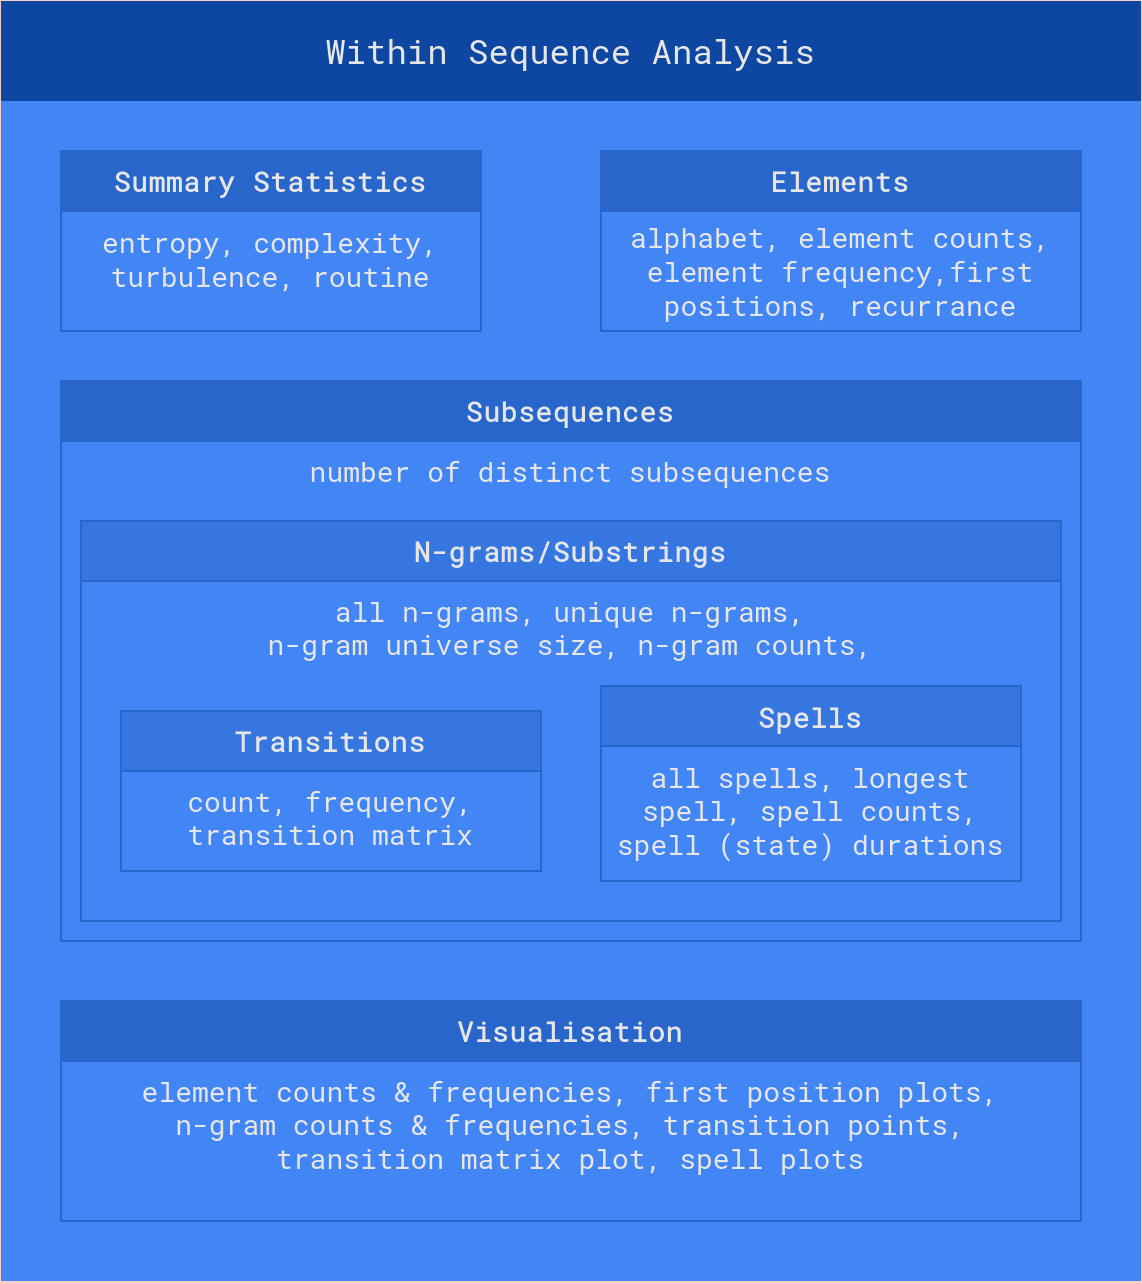 Within Sequence Analysis
Summary Statistics
entropy, complexity,
turbulence, routine
Elements
alphabet, element counts,
element frequency,first
positions, recurrance
Subsequences
number of distinct subsequences
N-grams/Substrings
all n-grams, unique n-grams,
n-gram universe size, n-gram counts,
Transitions
count, frequency,
transition matrix
Spells
all spells, longest
spell, spell counts,
spell (state) durations
Visualisation
element counts & frequencies, first position plots,
n-gram counts & frequencies, transition points,
transition matrix plot, spell plots